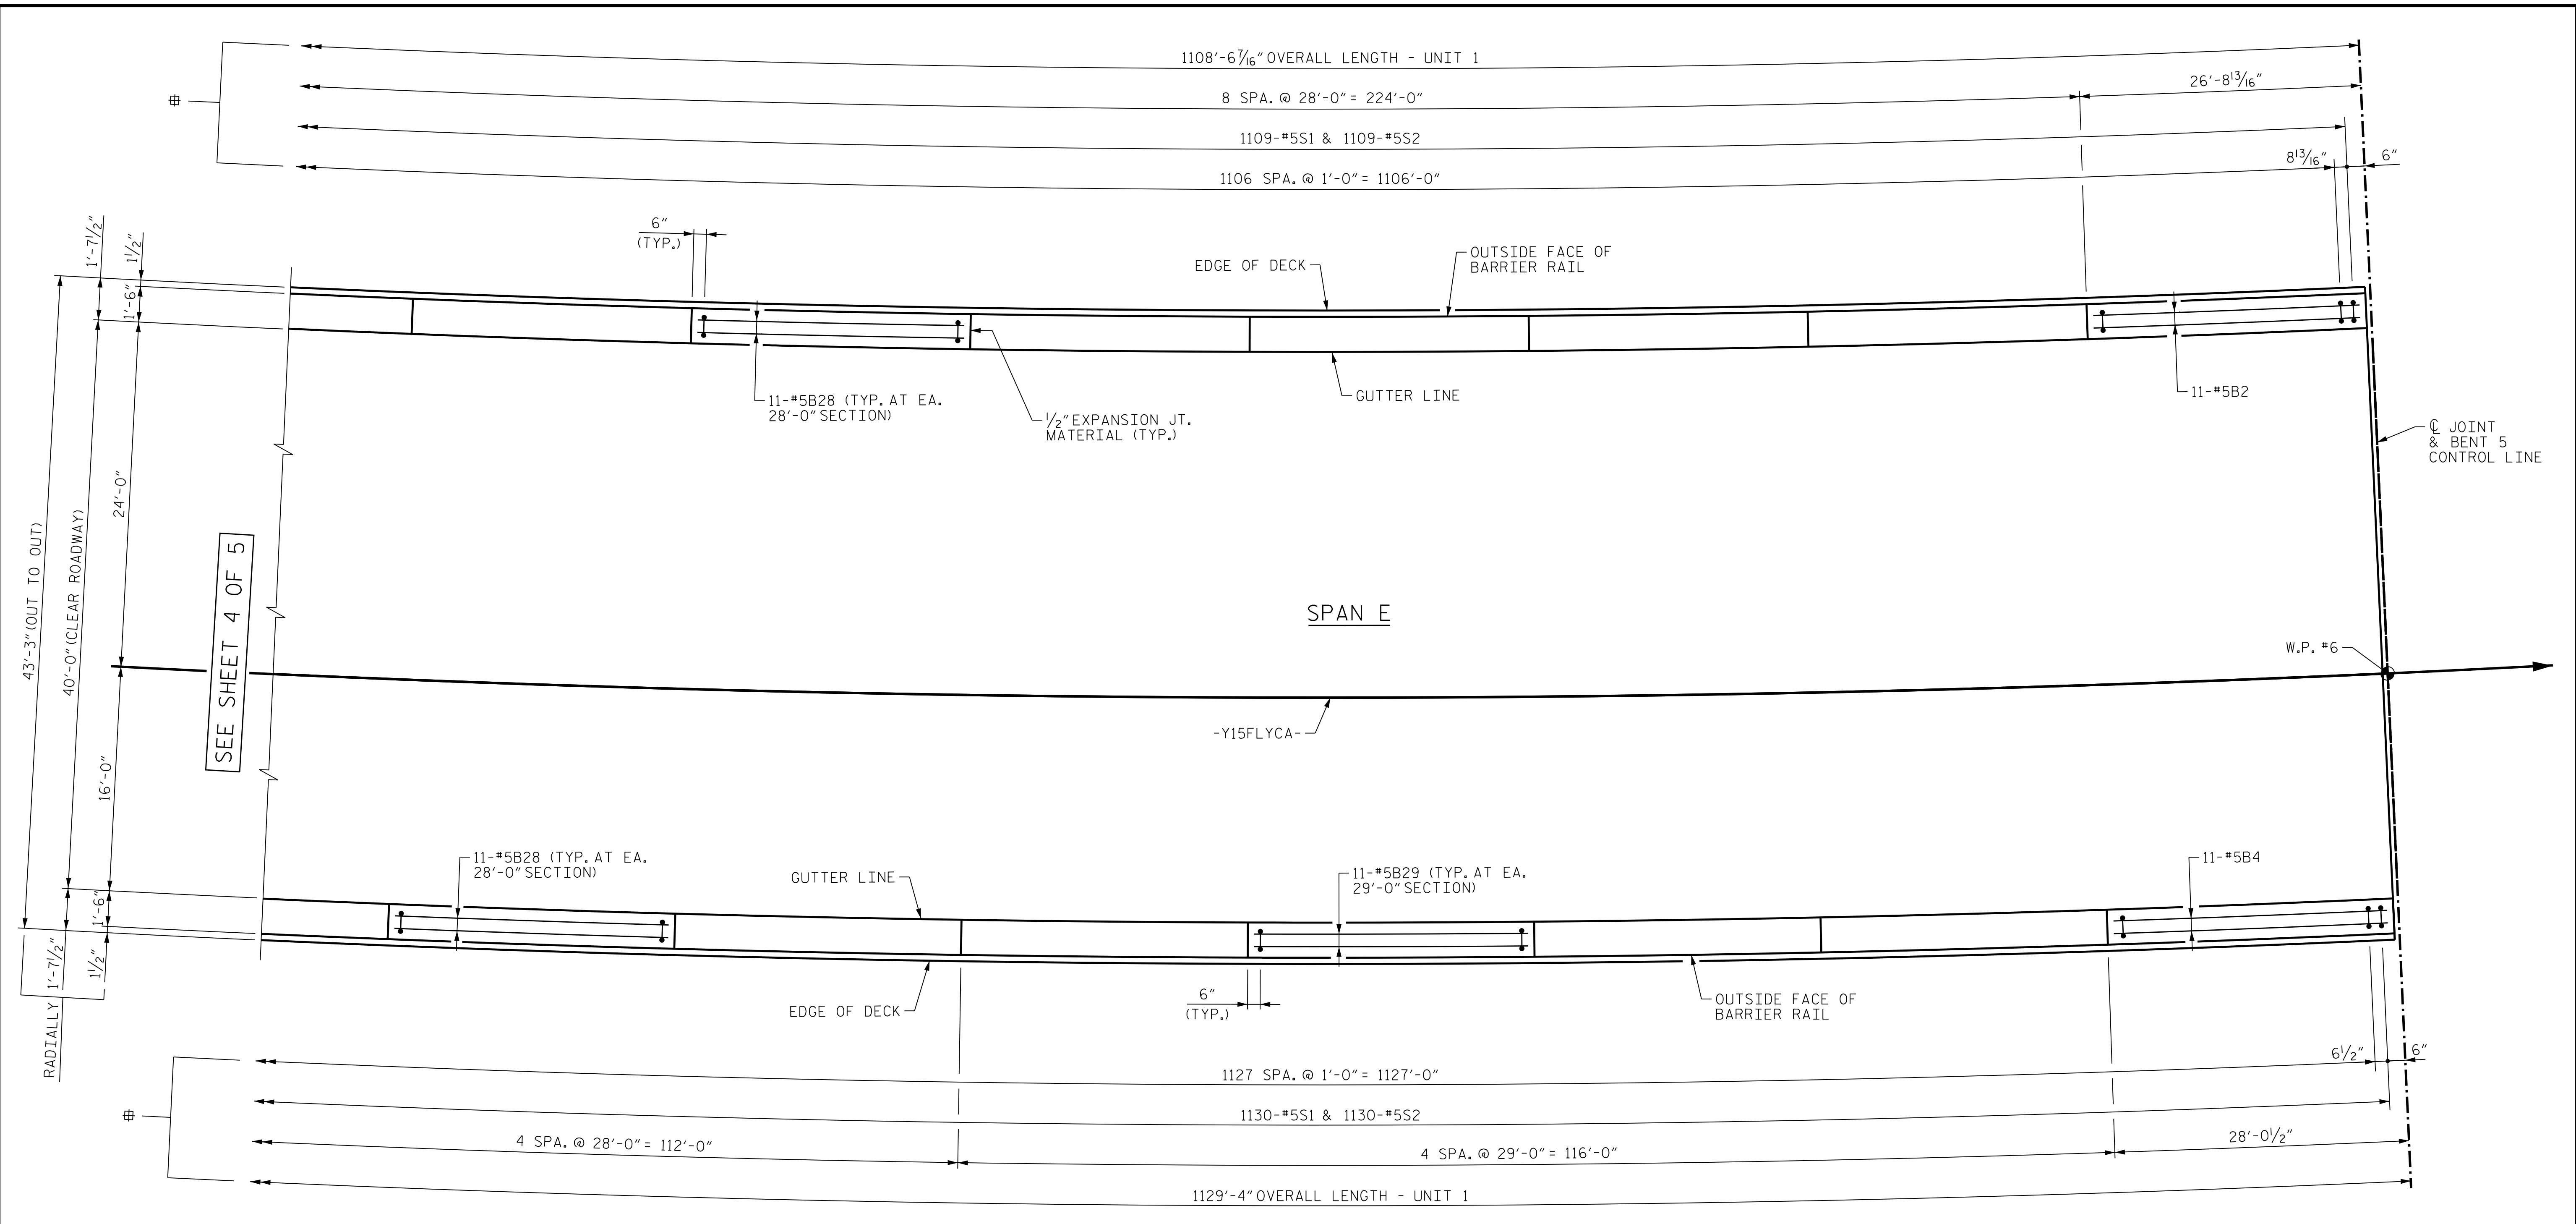 1108'-6 7/16" OVERALL LENGTH - UNIT 1
26'-8 13/16"
8 SPA. @ 28'-0" = 224'-0"
1109-#5S1 & 1109-#5S2
8 13/16"
6"
1106 SPA. @ 1'-0" = 1106'-0"
1'-7 1/2"
1 1/2"
1'-6"
6"
(TYP.)
EDGE OF DECK
OUTSIDE FACE OF
BARRIER RAIL
11-#5B28 (TYP. AT EA.
28'-0" SECTION)
1/2" EXPANSION JT.
MATERIAL (TYP.)
GUTTER LINE
11-#5B2
℄ JOINT
& BENT 5
CONTROL LINE
43'-3" (OUT TO OUT)
40'-0" (CLEAR ROADWAY)
24'-0"
SEE SHEET 4 OF 5
SPAN E
W.P. #6
-Y15FLYCA-
16'-0"
11-#5B28 (TYP. AT EA.
28'-0" SECTION)
GUTTER LINE
11-#5B29 (TYP. AT EA.
29'-0" SECTION)
11-#5B4
1'-6"
1 1/2"
RADIALLY 1'-7 1/2"
EDGE OF DECK
6"
(TYP.)
OUTSIDE FACE OF
BARRIER RAIL
6 1/2"
6"
1127 SPA. @ 1'-0" = 1127'-0"
1130-#5S1 & 1130-#5S2
4 SPA. @ 28'-0" = 112'-0"
4 SPA. @ 29'-0" = 116'-0"
28'-0 1/2"
1129'-4" OVERALL LENGTH - UNIT 1